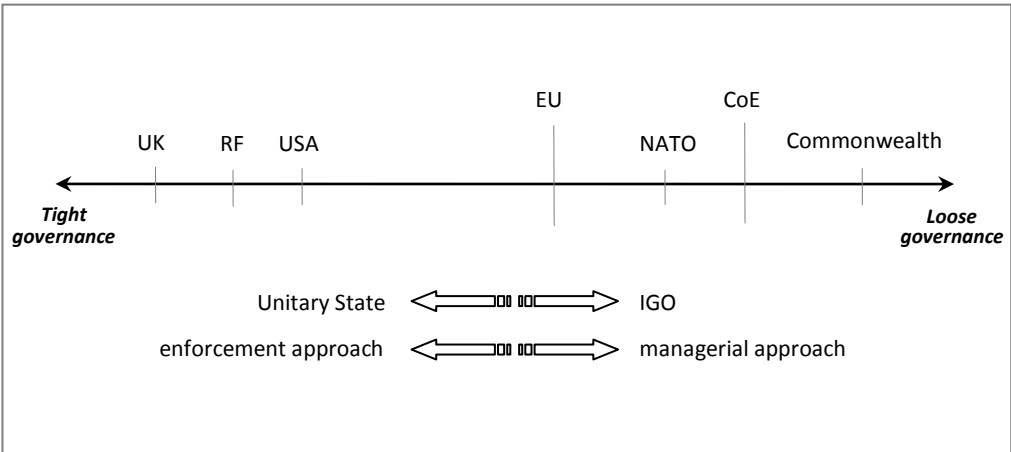 EU CoE
UK RF USA NATO Commonwealth
Tight
governance
Loose
governance
Unitary State IGO
enforcement approach managerial approach